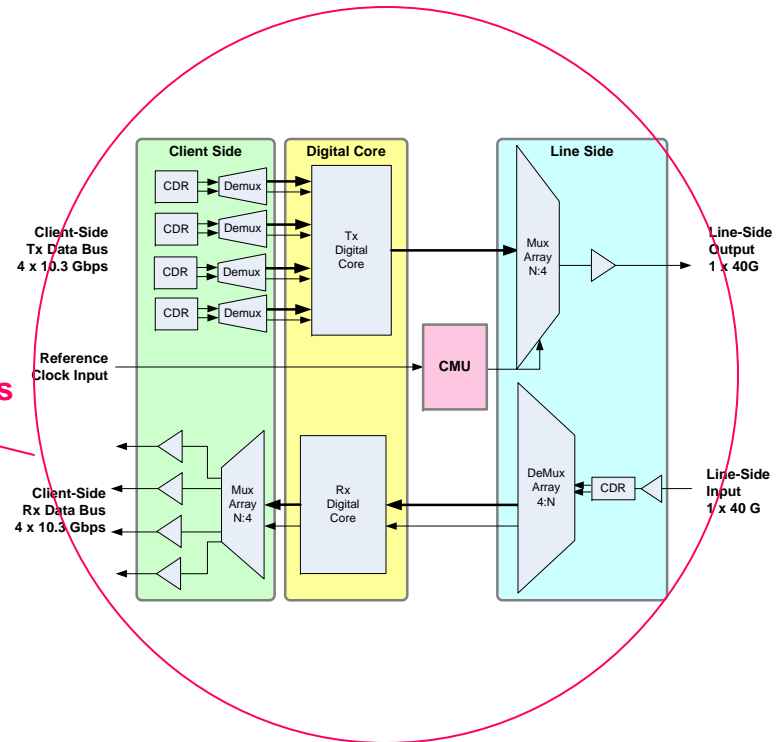 Client Side
Digital Core
Line Side
CDR
Demux
CDR
Demux
CDR
Demux
CDR
Demux
Tx
Digital
Core
Mux
Array
N:4
Client-Side
Tx Data Bus
4 x 10.3 Gbps
Line-Side
Output
1 x 40G
Reference
Clock Input
CMU
s
Client-Side
Rx Data Bus
4 x 10.3 Gbps
Mux
Array
N:4
Rx
Digital
Core
DeMux
Array
4:N
CDR
Line-Side
Input
1 x 40 G